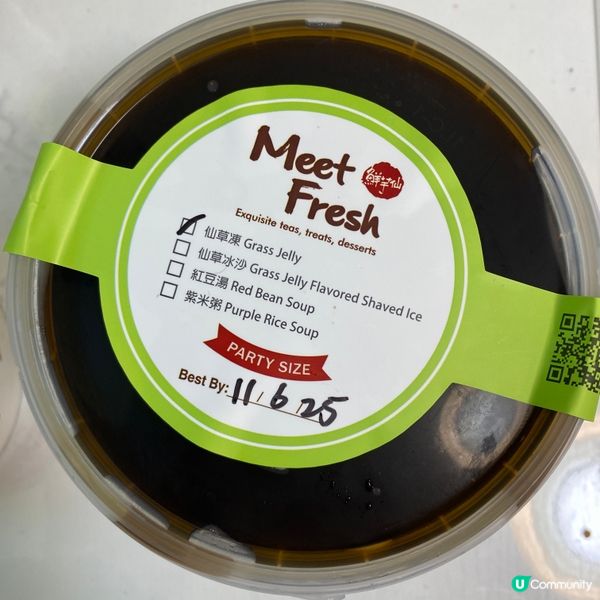 Meet
鮮芋仙
Fresh
Exquisite teas, treats, desserts
仙草凍 Grass Jelly
仙草冰沙 Grass Jelly Flavored Shaved Ice
紅豆湯 Red Bean Soup
紫米粥 Purple Rice Soup
PARTY SIZE
Best By: 11/6/25
U Community